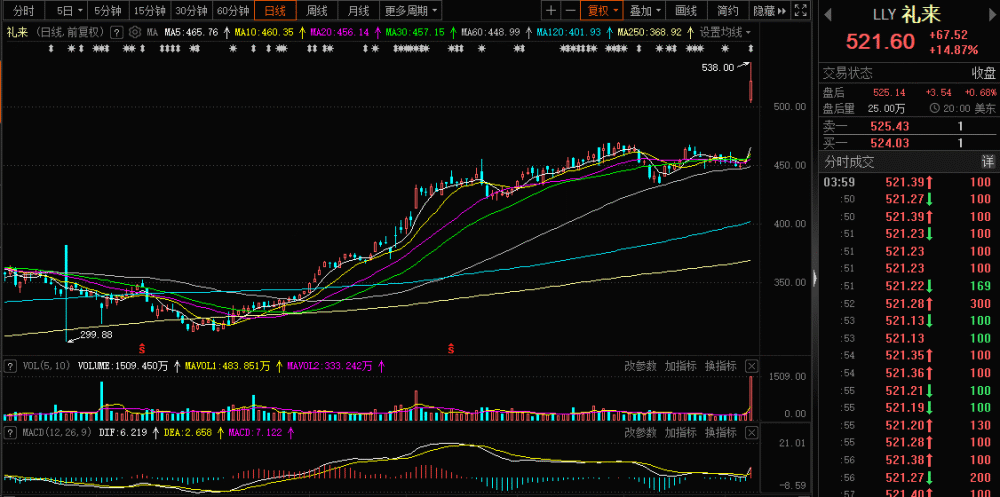 分时 5日 5分钟 15分钟 30分钟 60分钟 日线 周线 月线 更多周期 复权 叠加 画线 简约 隐藏
礼来 (日线,前复权) ? MA MA5:465.76 MA10:460.35 MA20:456.14 MA30:457.15 MA60:448.99 MA120:401.93 MA250:368.92 设置均线
538.00
500.00
450.00
400.00
350.00
299.88
S S
? VOL(5,10) VOLUME:1509.450万 MAVOL1:483.851万 MAVOL2:333.242万 改参数 加指标 换指标
1509.00
0.00
? MACD(12,26,9) DIF:6.219 DEA:2.658 MACD:7.122 改参数 加指标 换指标
21.01
-8.59
LLY 礼来
521.60 +67.52
+14.87%
交易状态 收盘
盘后 525.14 +3.54 +0.68%
盘后量 25.00万 20:00 美东
卖一 525.43 1
买一 524.03 1
分时成交 详
03:59 521.39 100
:50 521.27 100
:50 521.39 100
:51 521.23 100
:51 521.23 100
:51 521.23 100
:51 521.22 169
:52 521.28 300
:53 521.13 100
:53 521.13 100
:54 521.35 100
:54 521.36 100
:55 521.21 100
:55 521.19 100
:55 521.20 130
:55 521.28 100
:56 521.38 100
:56 521.27 200
:57 521.40 100